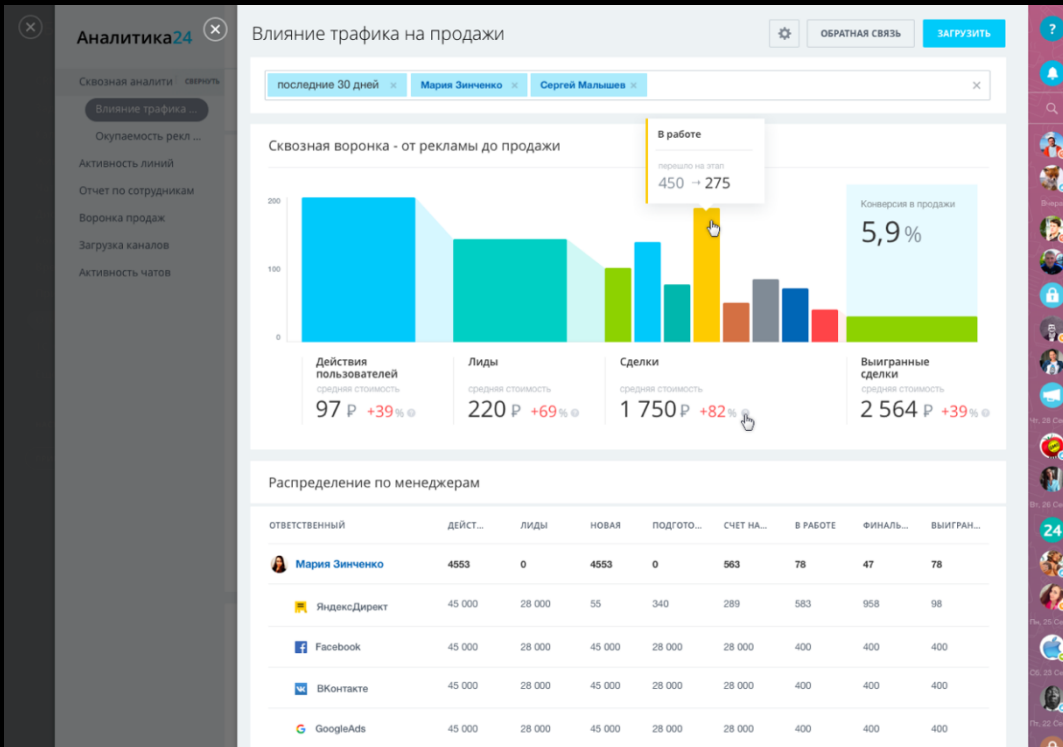 Аналитика24
Сквозная аналити СВЕРНУТЬ
Влияние трафика ...
Окупаемость рекл ...
Активность линий
Отчет по сотрудникам
Воронка продаж
Загрузка каналов
Активность чатов
Влияние трафика на продажи
ОБРАТНАЯ СВЯЗЬ
ЗАГРУЗИТЬ
последние 30 дней × Мария Зинченко × Сергей Малышев ×
Сквозная воронка - от рекламы до продажи
В работе
перешло на этап
450 → 275
200
100
0
Конверсия в продажи
5,9 %
Действия
пользователей
средняя стоимость
97 ₽ +39%
Лиды
средняя стоимость
220 ₽ +69%
Сделки
средняя стоимость
1 750 ₽ +82%
Выигранные
сделки
средняя стоимость
2 564 ₽ +39%
Распределение по менеджерам
ОТВЕТСТВЕННЫЙ ДЕЙСТ... ЛИДЫ НОВАЯ ПОДГОТО... СЧЕТ НА... В РАБОТЕ ФИНАЛЬ... ВЫИГРАН...
Мария Зинченко 4553 0 4553 0 563 78 47 78
ЯндексДирект 45 000 28 000 55 340 289 583 958 98
Facebook 45 000 28 000 45 000 28 000 28 000 400 400 400
ВКонтакте 45 000 28 000 45 000 28 000 28 000 400 400 400
GoogleAds 45 000 28 000 45 000 28 000 28 000 400 400 400
?
24